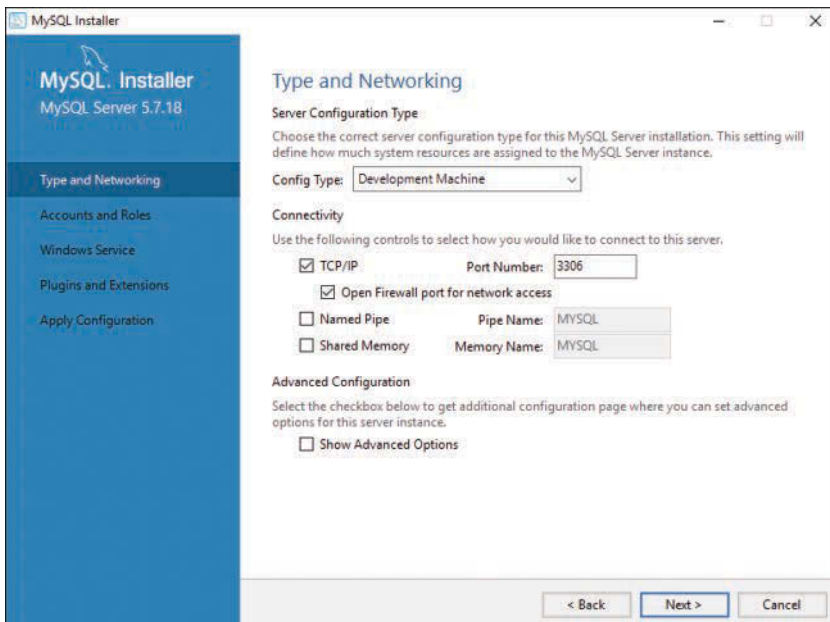 MySQL Installer
MySQL. Installer
MySQL Server 5.7.18
Type and Networking
Accounts and Roles
Windows Service
Plugins and Extensions
Apply Configuration
Type and Networking
Server Configuration Type
Choose the correct server configuration type for this MySQL Server installation. This setting will
define how much system resources are assigned to the MySQL Server instance.
Config Type: Development Machine
Connectivity
Use the following controls to select how you would like to connect to this server.
TCP/IP Port Number: 3306
Open Firewall port for network access
Named Pipe Pipe Name: MYSQL
Shared Memory Memory Name: MYSQL
Advanced Configuration
Select the checkbox below to get additional configuration page where you can set advanced
options for this server instance.
Show Advanced Options
< Back Next > Cancel